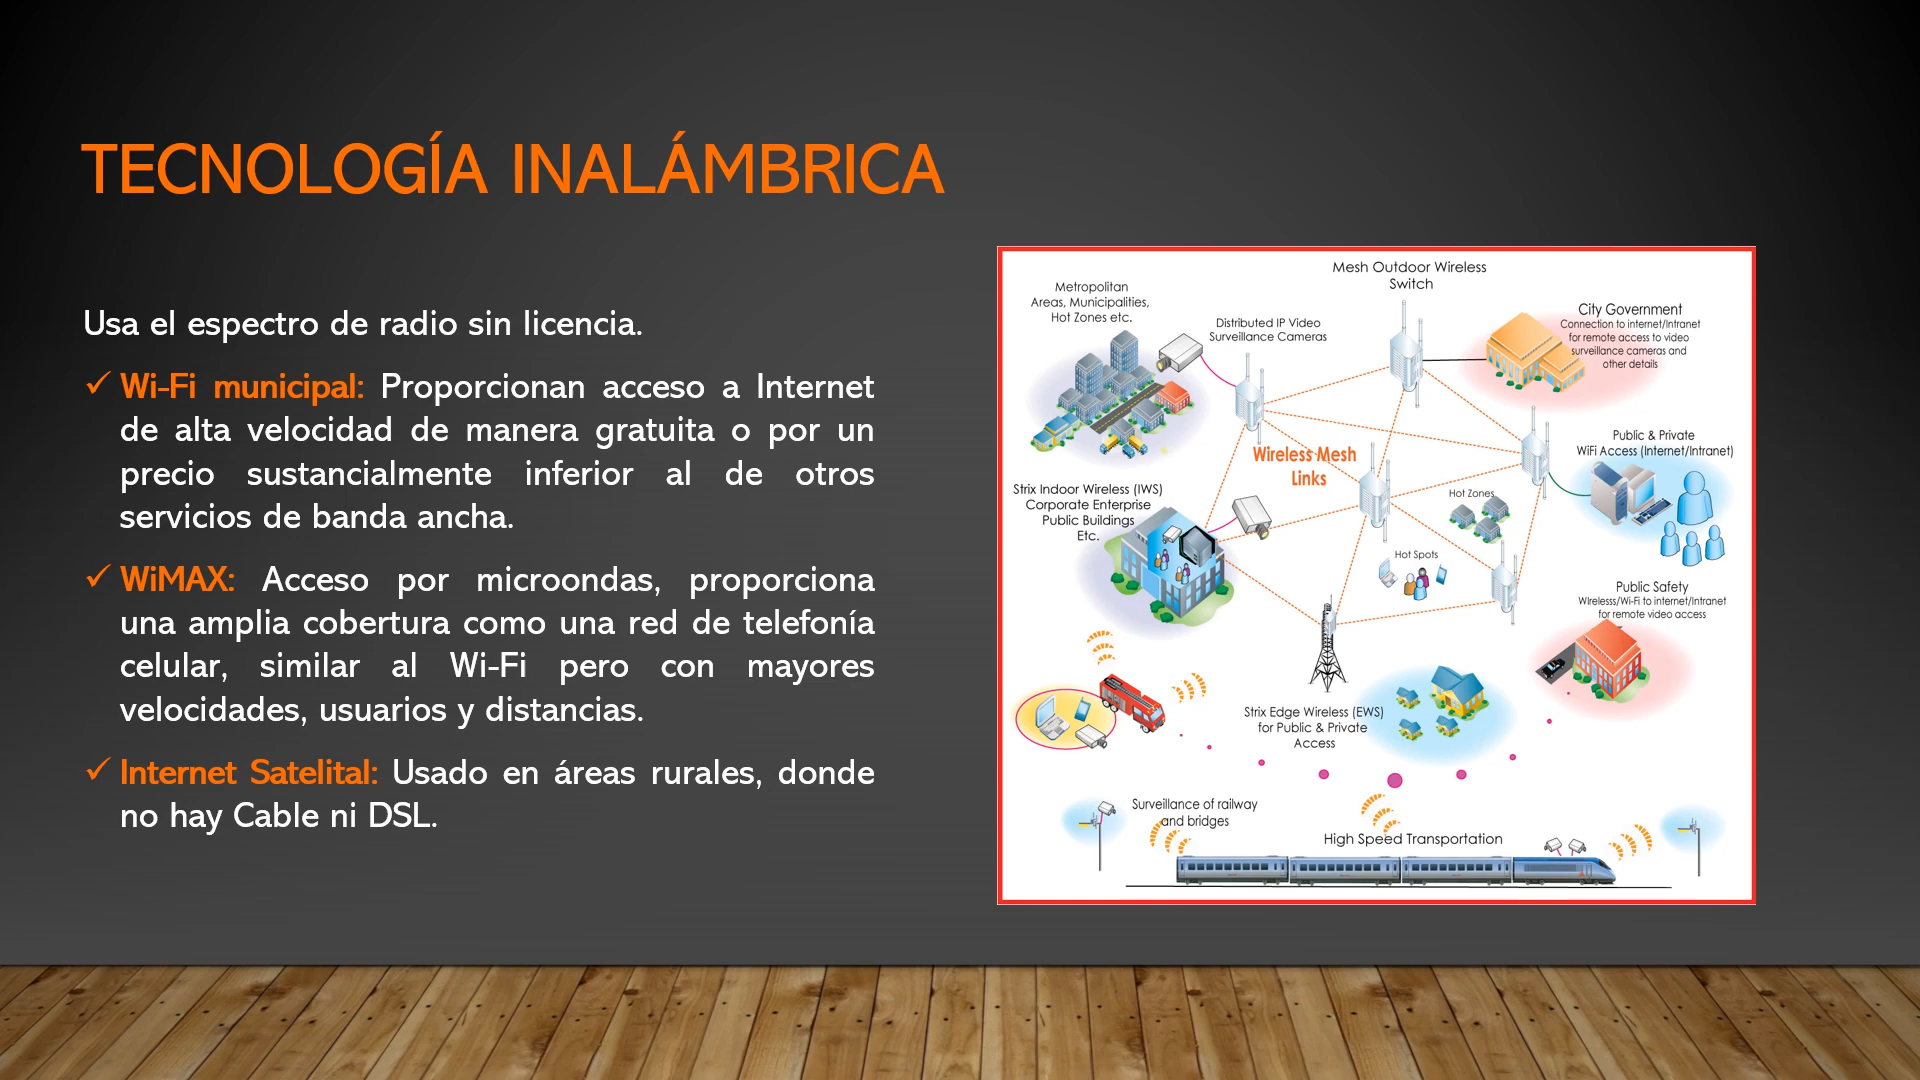 TECNOLOGÍA INALÁMBRICA
Usa el espectro de radio sin licencia.
✓ Wi-Fi municipal: Proporcionan acceso a Internet
de alta velocidad de manera gratuita o por un
precio sustancialmente inferior al de otros
servicios de banda ancha.
✓ WiMAX: Acceso por microondas, proporciona
una amplia cobertura como una red de telefonía
celular, similar al Wi-Fi pero con mayores
velocidades, usuarios y distancias.
✓ Internet Satelital: Usado en áreas rurales, donde
no hay Cable ni DSL.
Mesh Outdoor Wireless
Switch
Metropolitan
Areas, Municipalities,
Hot Zones etc.
Distributed IP Video
Surveillance Cameras
City Government
Connection to internet/Intranet
for remote access to video
surveillance cameras and
other details
Public & Private
WiFi Access (Internet/Intranet)
Wireless Mesh
Links
Strix Indoor Wireless (IWS)
Corporate Enterprise
Public Buildings
Etc.
Hot Zones
Hot Spots
Public Safety
Wirelesss/Wi-Fi to internet/Intranet
for remote video access
Strix Edge Wireless (EWS)
for Public & Private
Access
Surveillance of railway
and bridges
High Speed Transportation